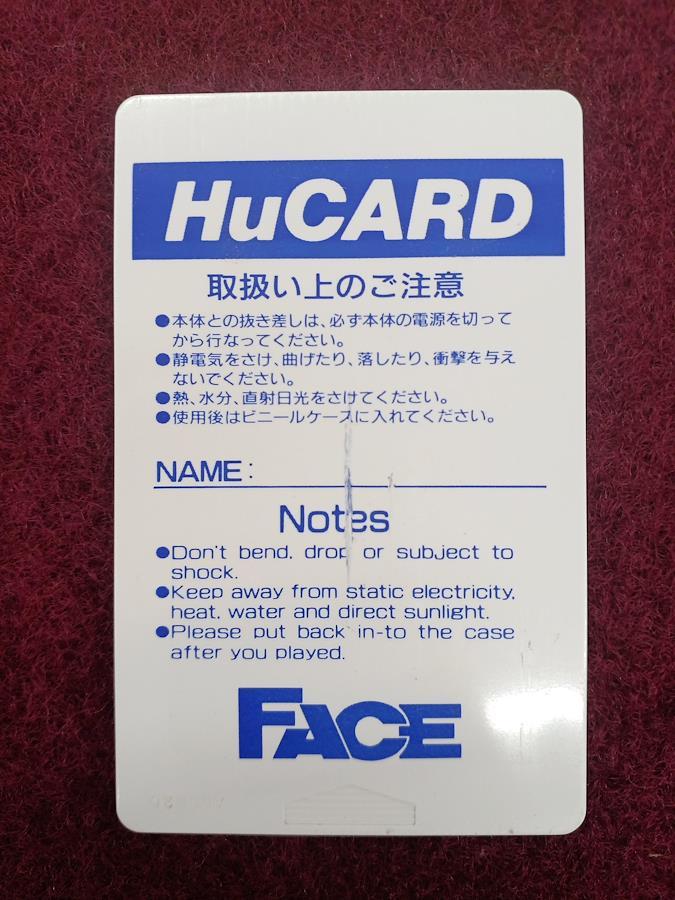 HuCARD
取扱い上のご注意
●本体との抜き差しは、必ず本体の電源を切って
から行なってください。
●静電気をさけ、曲げたり、落したり、衝撃を与え
ないでください。
●熱、水分、直射日光をさけてください。
●使用後はビニールケースに入れてください。
NAME:
Notes
●Don't bend, drop or subject to
shock.
●Keep away from static electricity,
heat, water and direct sunlight.
●Please put back in-to the case
after you played.
FACE